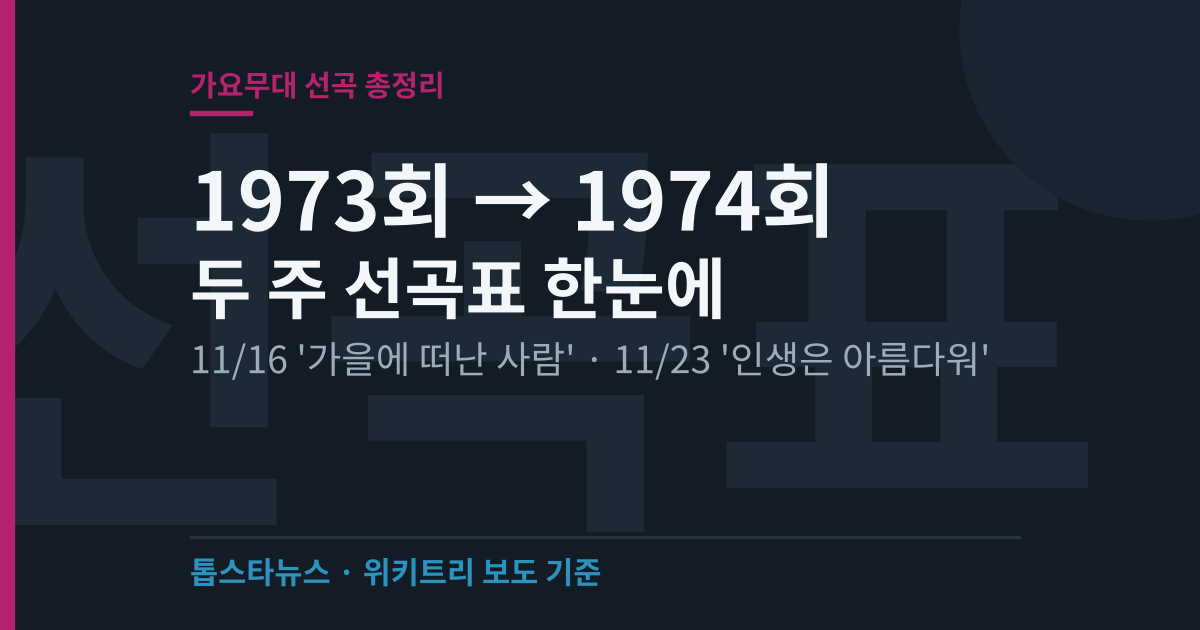 가요무대 선곡 총정리
1973회 → 1974회
두 주 선곡표 한눈에
11/16 '가을에 떠난 사람' · 11/23 '인생은 아름다워'
톱스타뉴스 · 위키트리 보도 기준
선곡표